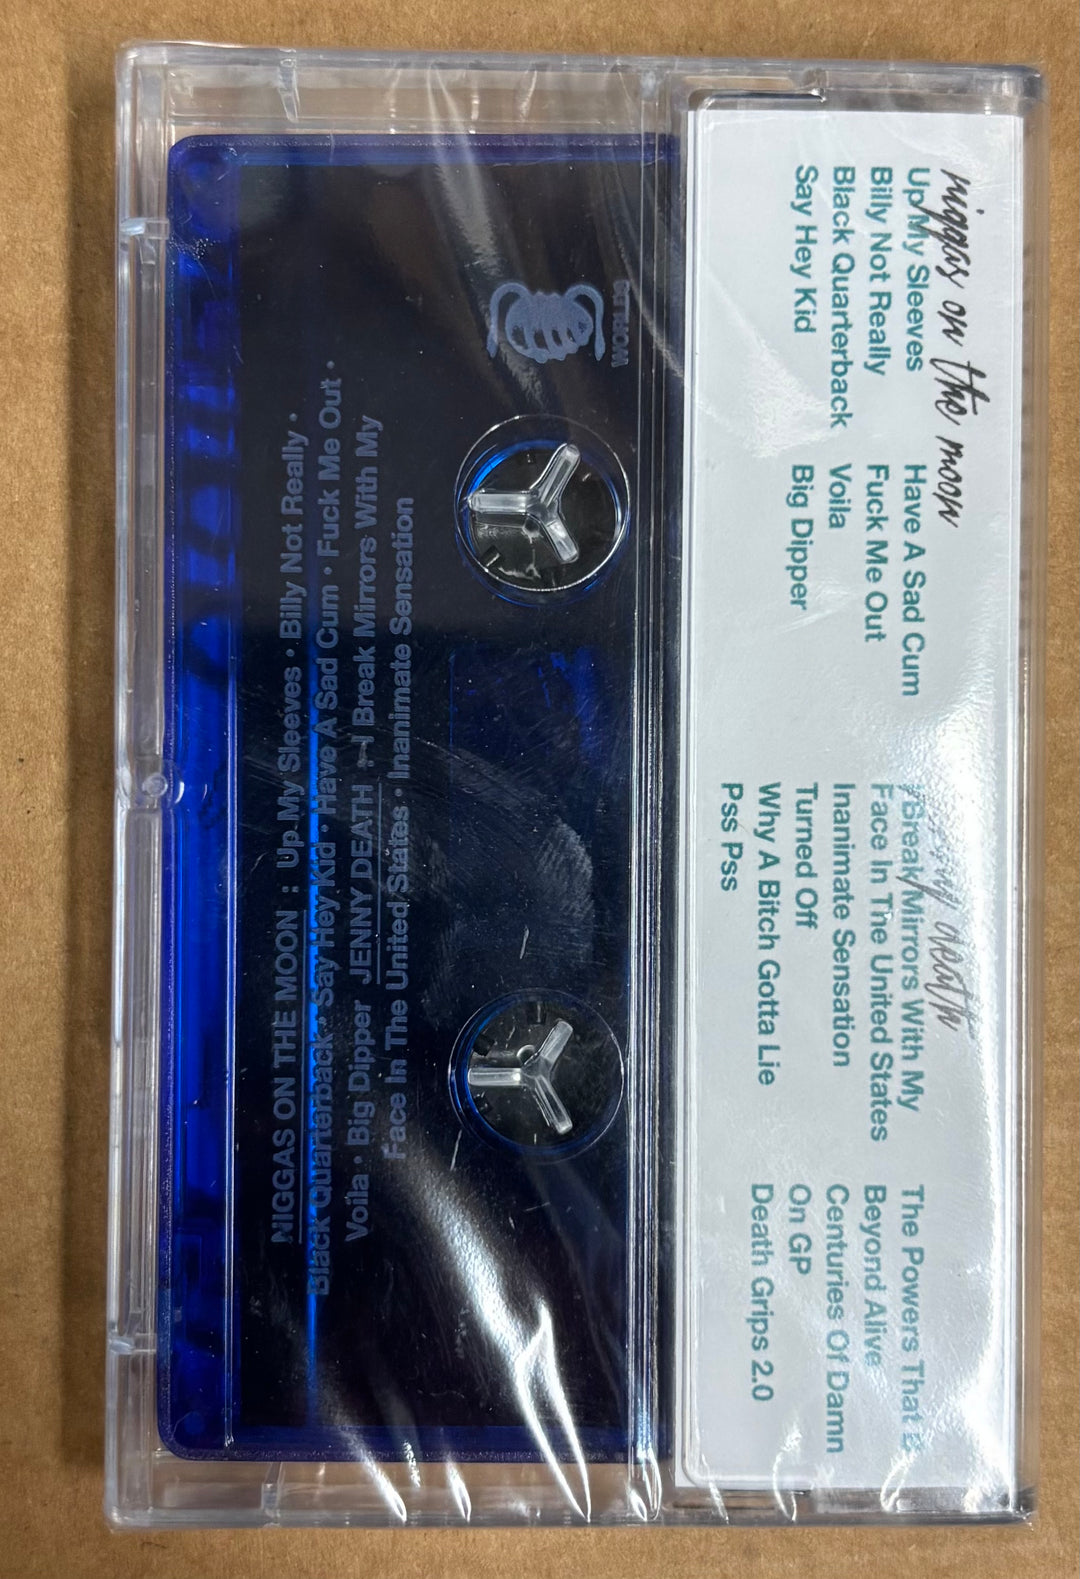 niggas on the moon
Up My Sleeves
Billy Not Really
Black Quarterback
Say Hey Kid
Have A Sad Cum
Fuck Me Out
Voila
Big Dipper
jenny death
Break Mirrors With My
Face In The United States
Inanimate Sensation
Turned Off
Why A Bitch Gotta Lie
Pss Pss
The Powers That B
Beyond Alive
Centuries Of Damn
On GP
Death Grips 2.0
NIGGAS ON THE MOON : Up My Sleeves • Billy Not Really •
Black Quarterback • Say Hey Kid • Have A Sad Cum • Fuck Me Out •
Voila • Big Dipper JENNY DEATH : Break Mirrors With My
Face In The United States • Inanimate Sensation